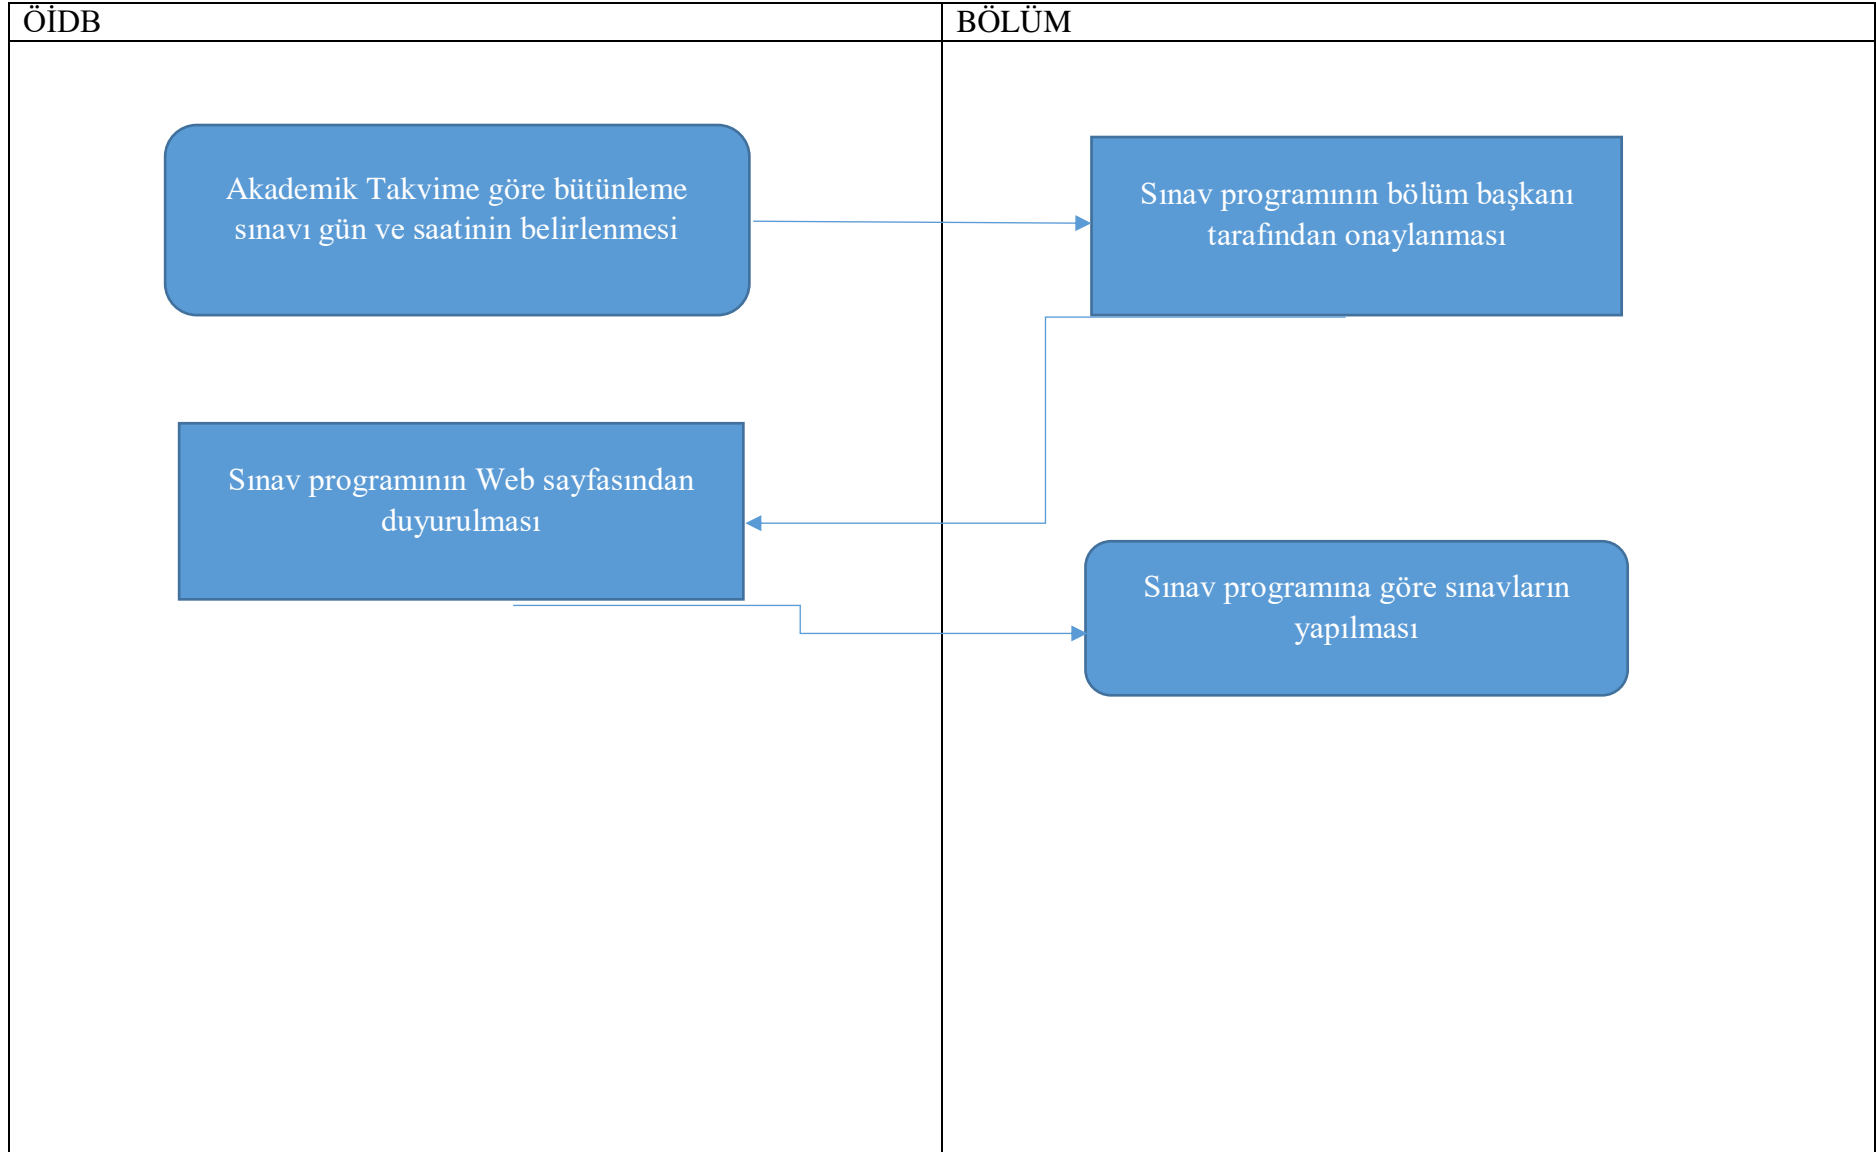 ÖİDB
BÖLÜM
Akademik Takvime göre bütünleme
sınavı gün ve saatinin belirlenmesi
Sınav programının bölüm başkanı
tarafından onaylanması
Sınav programının Web sayfasından
duyurulması
Sınav programına göre sınavların
yapılması